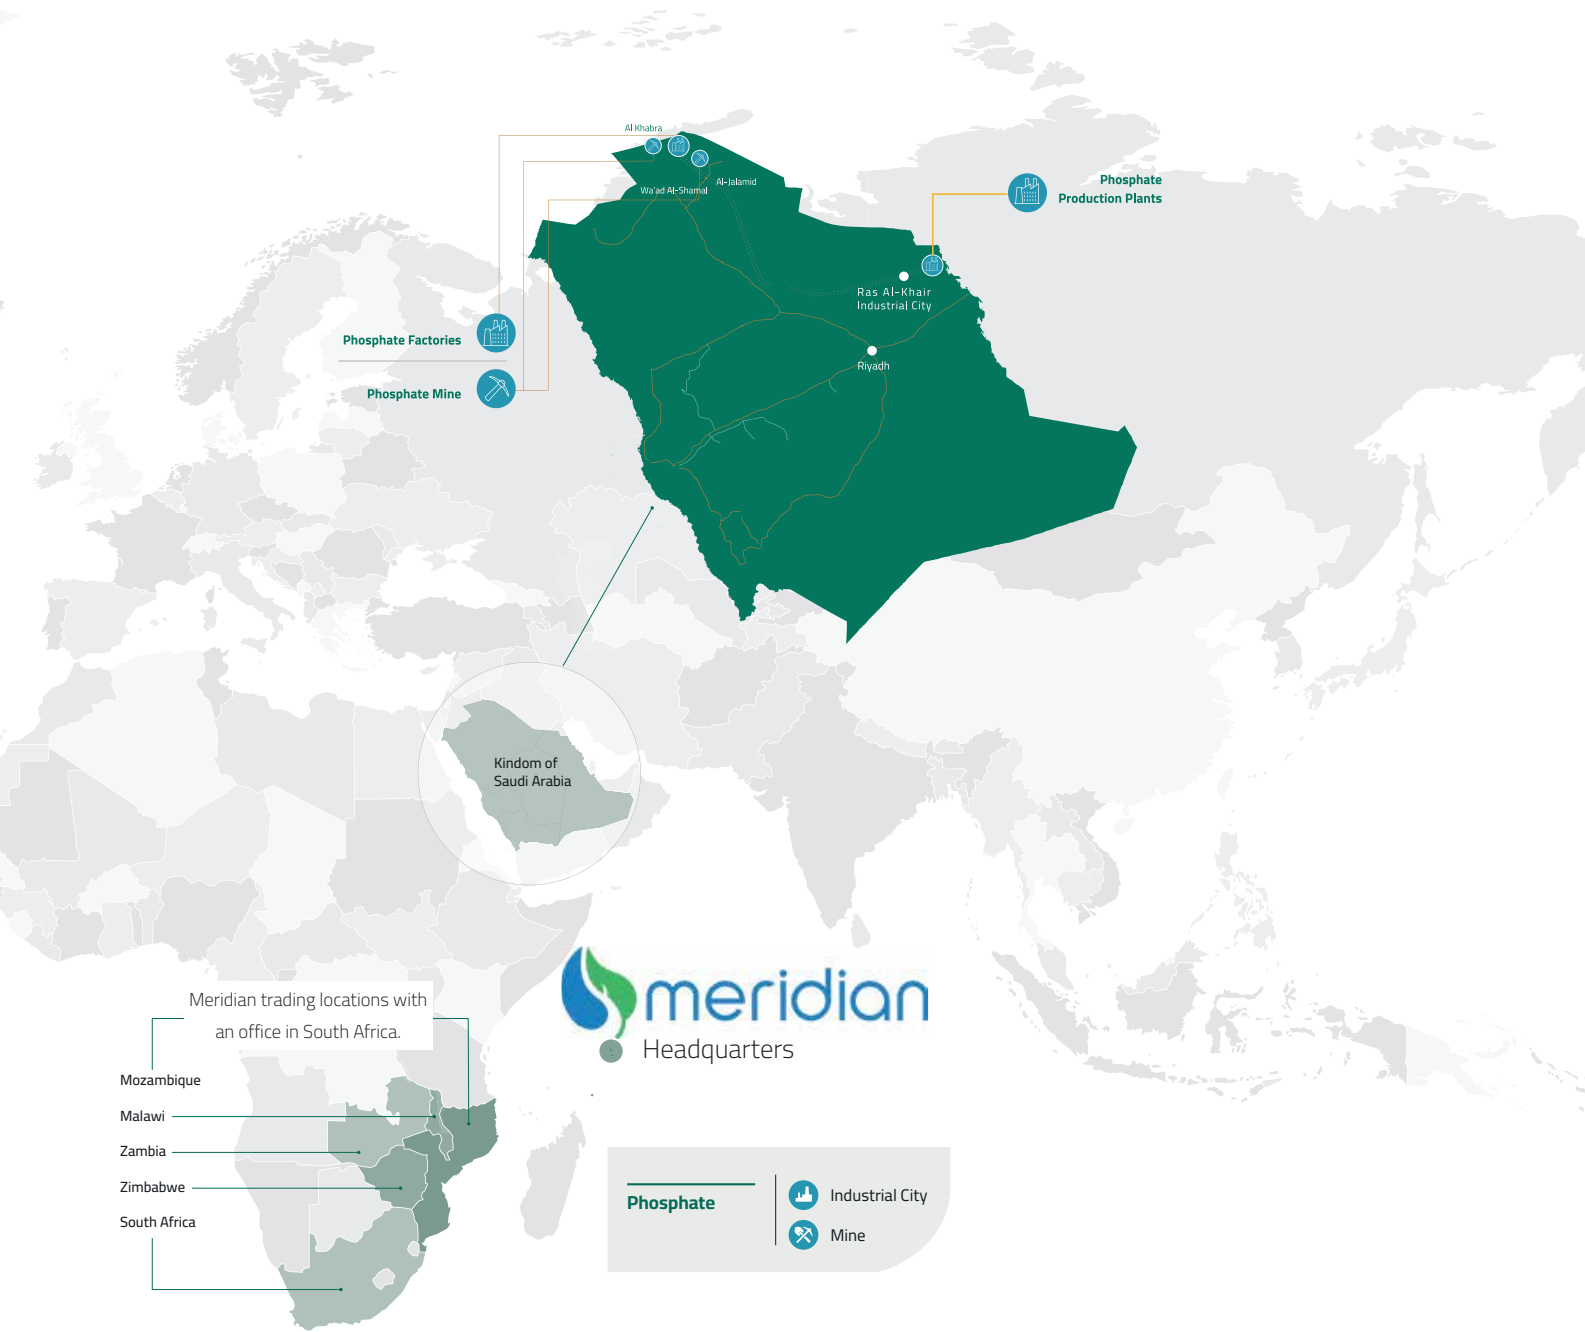 Al Khabra
Wa'ad Al-Shamal
Al-Jalamid
Phosphate
Production Plants
Ras Al-Khair
Industrial City
Riyadh
Phosphate Factories
Phosphate Mine
Kindom of
Saudi Arabia
meridian
Headquarters
Meridian trading locations with
an office in South Africa.
Mozambique
Malawi
Zambia
Zimbabwe
South Africa
Phosphate
Industrial City
Mine